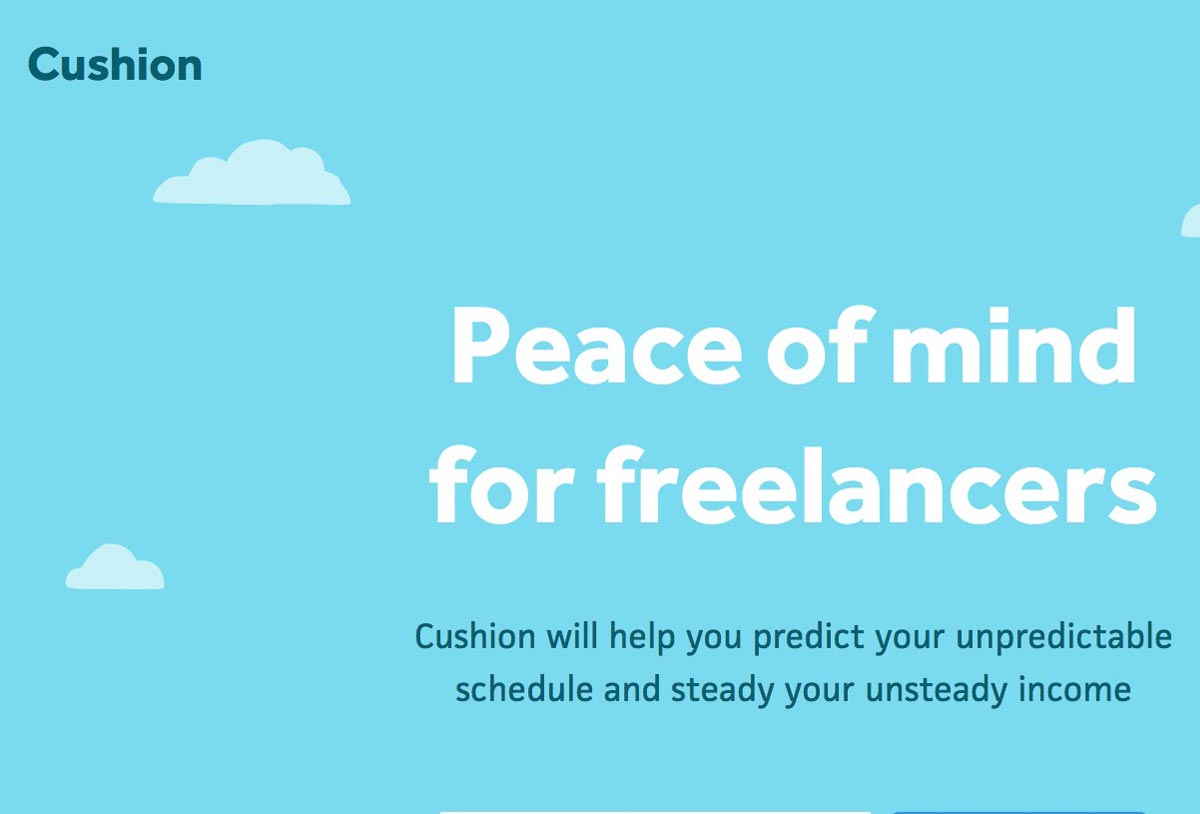 Cushion
Peace of mind
for freelancers
Cushion will help you predict your unpredictable
schedule and steady your unsteady income